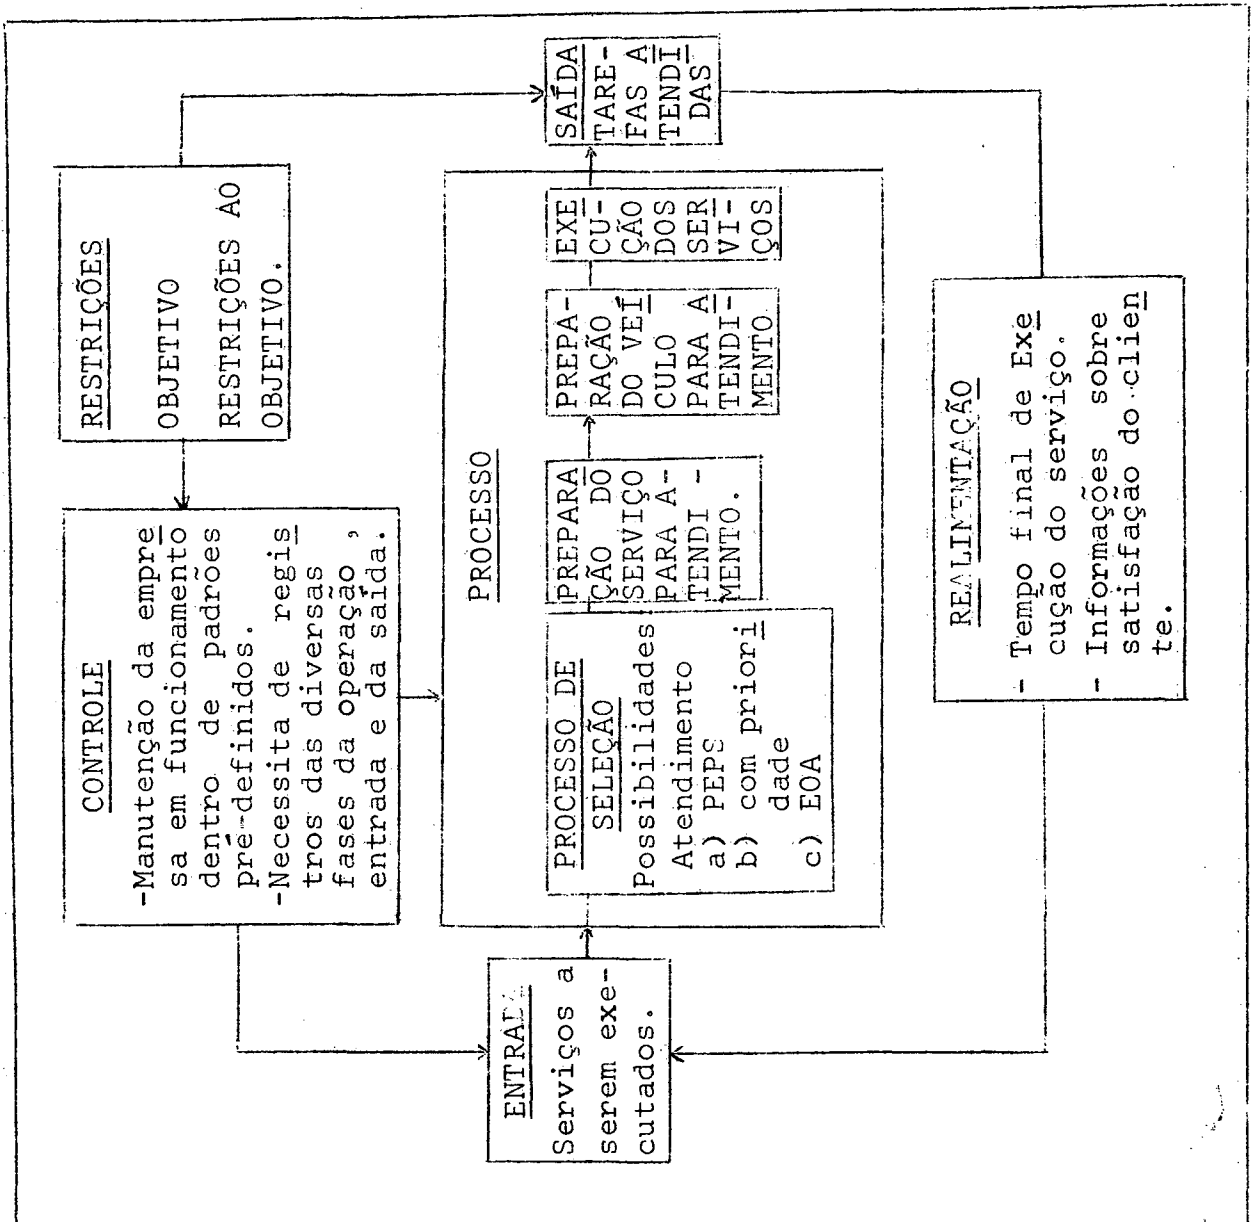 RESTRIÇÕES
OBJETIVO
RESTRIÇÕES AO
OBJETIVO.
CONTROLE
-Manutenção da empre
sa em funcionamento
dentro de padrões
pré-definidos.
-Necessita de regis
tros das diversas
fases da operação,
entrada e da saída.
ENTRADA
Serviços a
serem exe-
cutados.
PROCESSO
PROCESSO DE
SELEÇÃO
Possibilidades
Atendimento
a) PEPS
b) com priori
dade
c) EOA
PREPARA
ÇÃO DO
SERVIÇO
PARA A-
TENDI -
MENTO.
PREPA-
RAÇÃO
DO VEÍ
CULO
PARA A
TENDI-
MENTO
EXE
CU-
ÇÃO
DOS
SER
VI-
ÇOS
SAÍDA
TARE-
FAS A
TENDI
DAS
REALIMENTAÇÃO
- Tempo final de Exe
cução do serviço.
- Informações sobre
satisfação do clien
te.